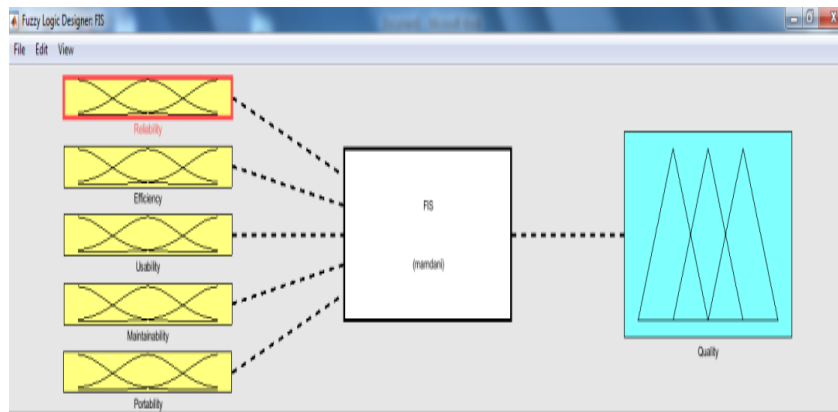 Fuzzy Logic Designer: FIS
File Edit View
Reliability
Efficiency
Usability
Maintainability
Portability
FIS
(mamdani)
Quality